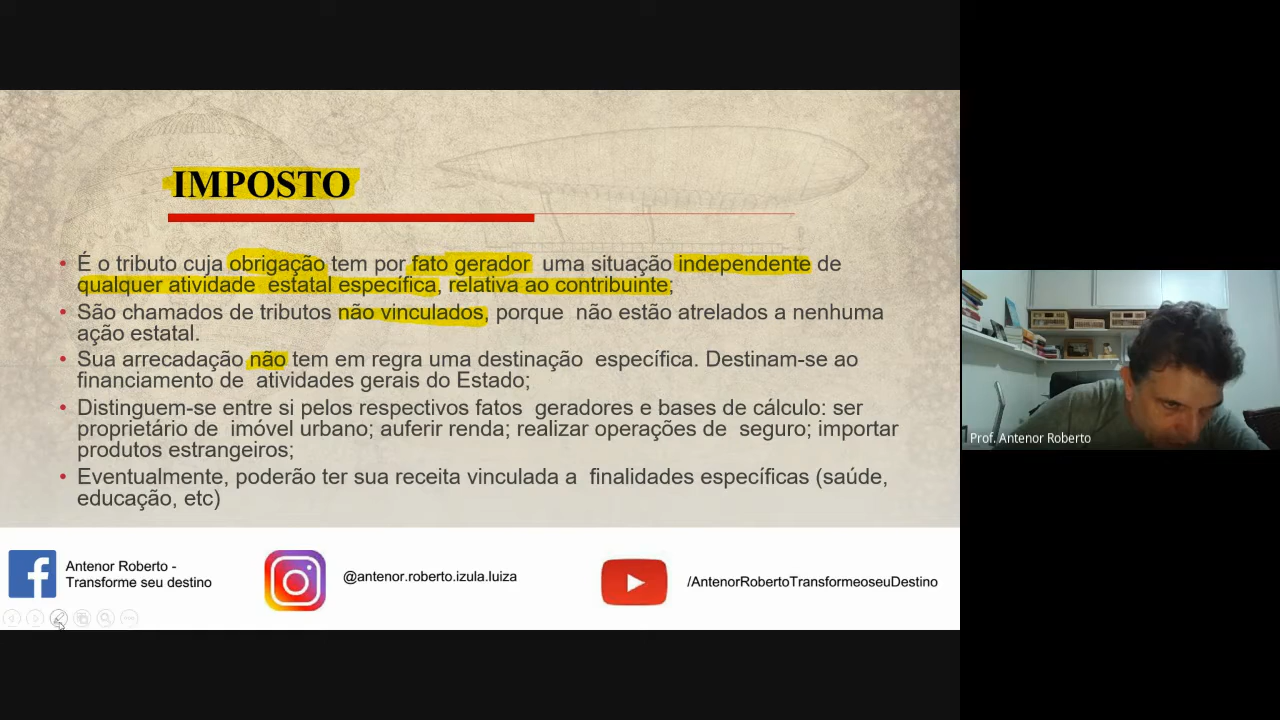 IMPOSTO
• É o tributo cuja obrigação tem por fato gerador uma situação independente de
qualquer atividade estatal específica, relativa ao contribuinte;
• São chamados de tributos não vinculados, porque não estão atrelados a nenhuma
ação estatal.
• Sua arrecadação não tem em regra uma destinação específica. Destinam-se ao
financiamento de atividades gerais do Estado;
• Distinguem-se entre si pelos respectivos fatos geradores e bases de cálculo: ser
proprietário de imóvel urbano; auferir renda; realizar operações de seguro; importar
produtos estrangeiros;
• Eventualmente, poderão ter sua receita vinculada a finalidades específicas (saúde,
educação, etc)
Antenor Roberto -
Transforme seu destino
@antenor.roberto.izula.luiza
/AntenorRobertoTransformeoseuDestino
Prof. Antenor Roberto